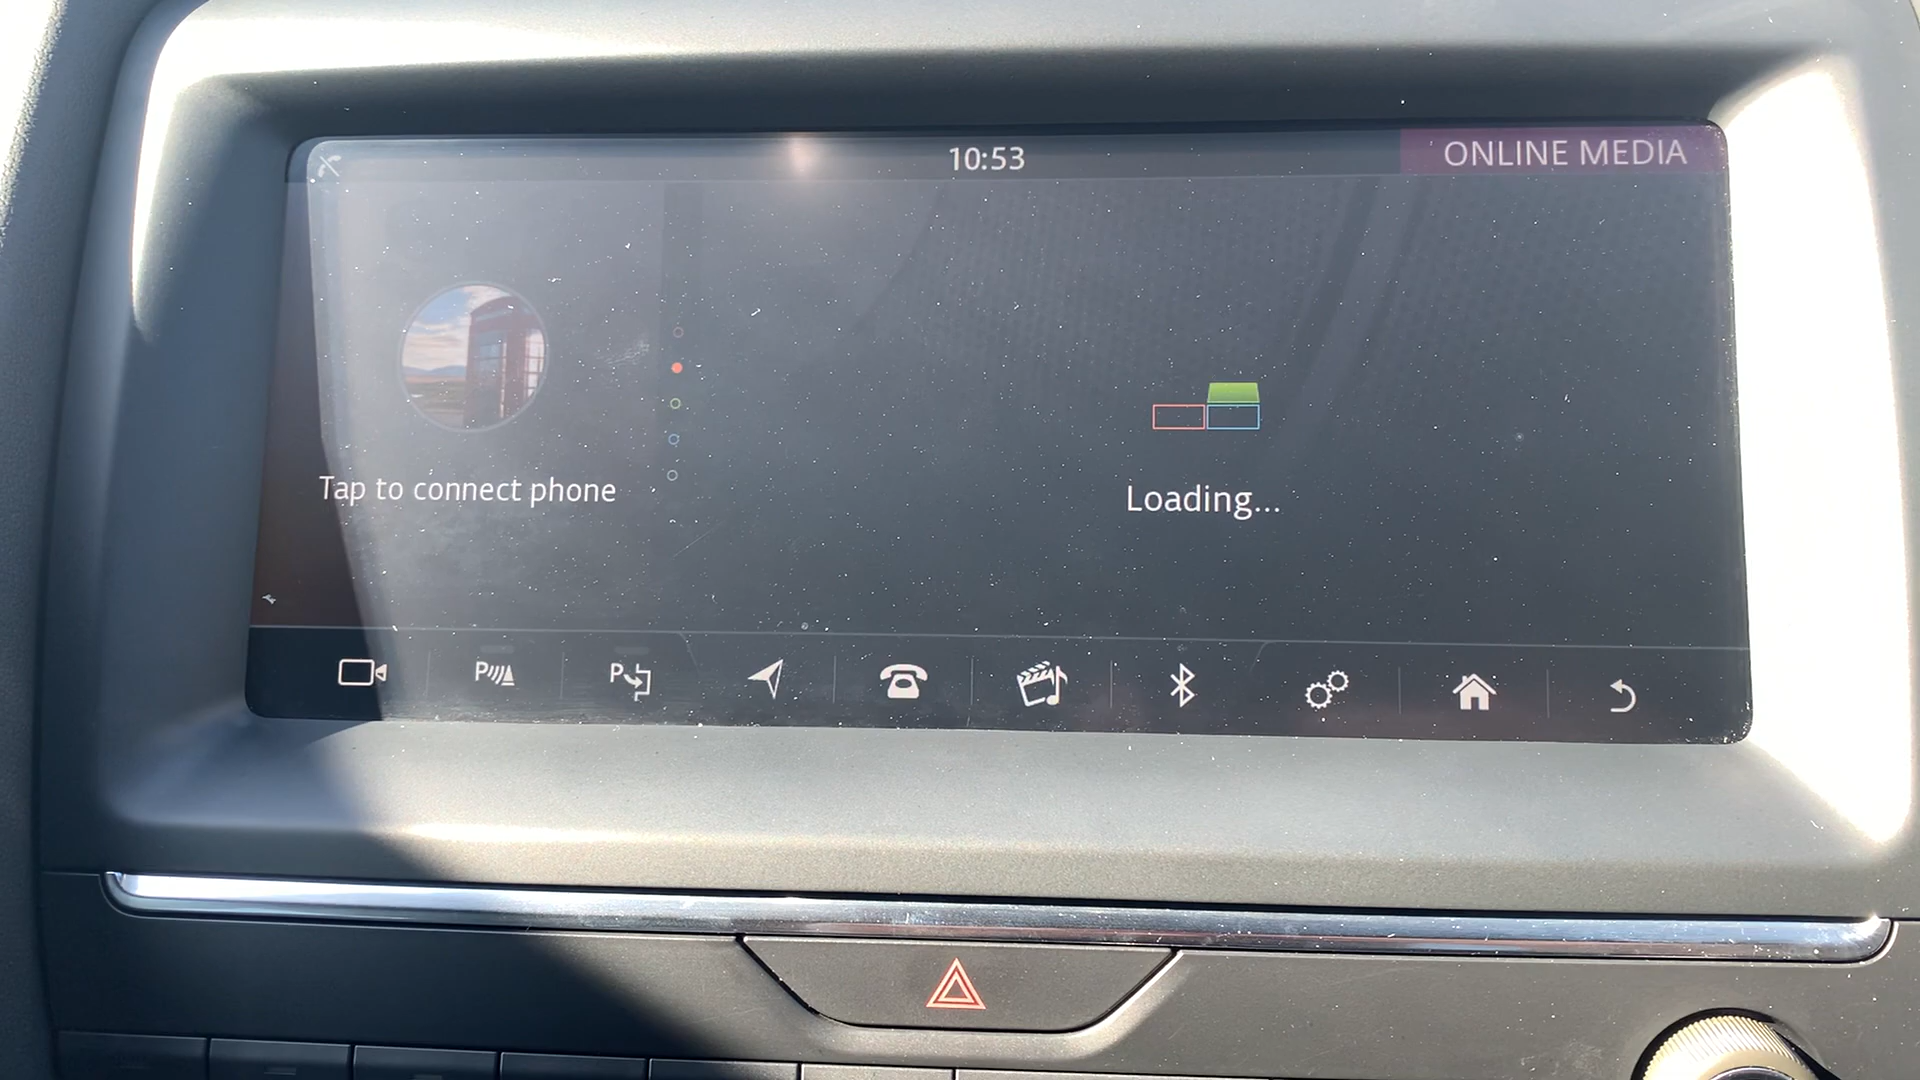 10:53
ONLINE MEDIA
Tap to connect phone
Loading...
P
P